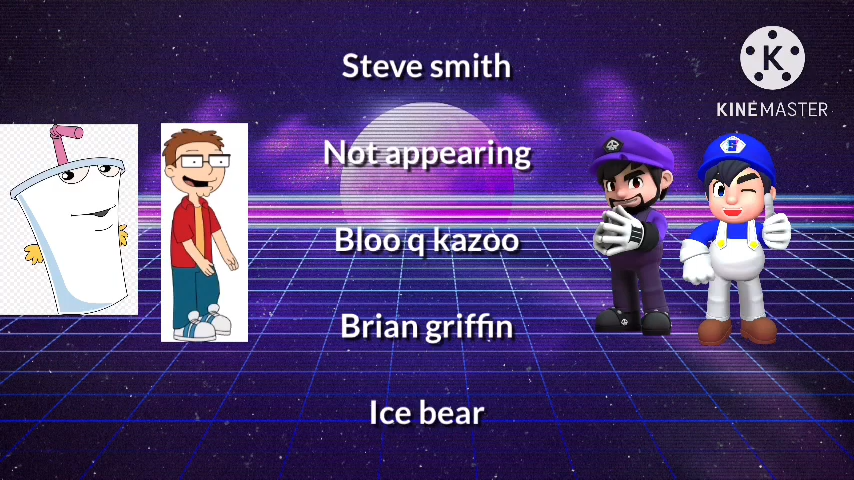 Steve smith
K
KINEMASTER
Not appearing
Bloo q kazoo
Brian griffin
Ice bear
S